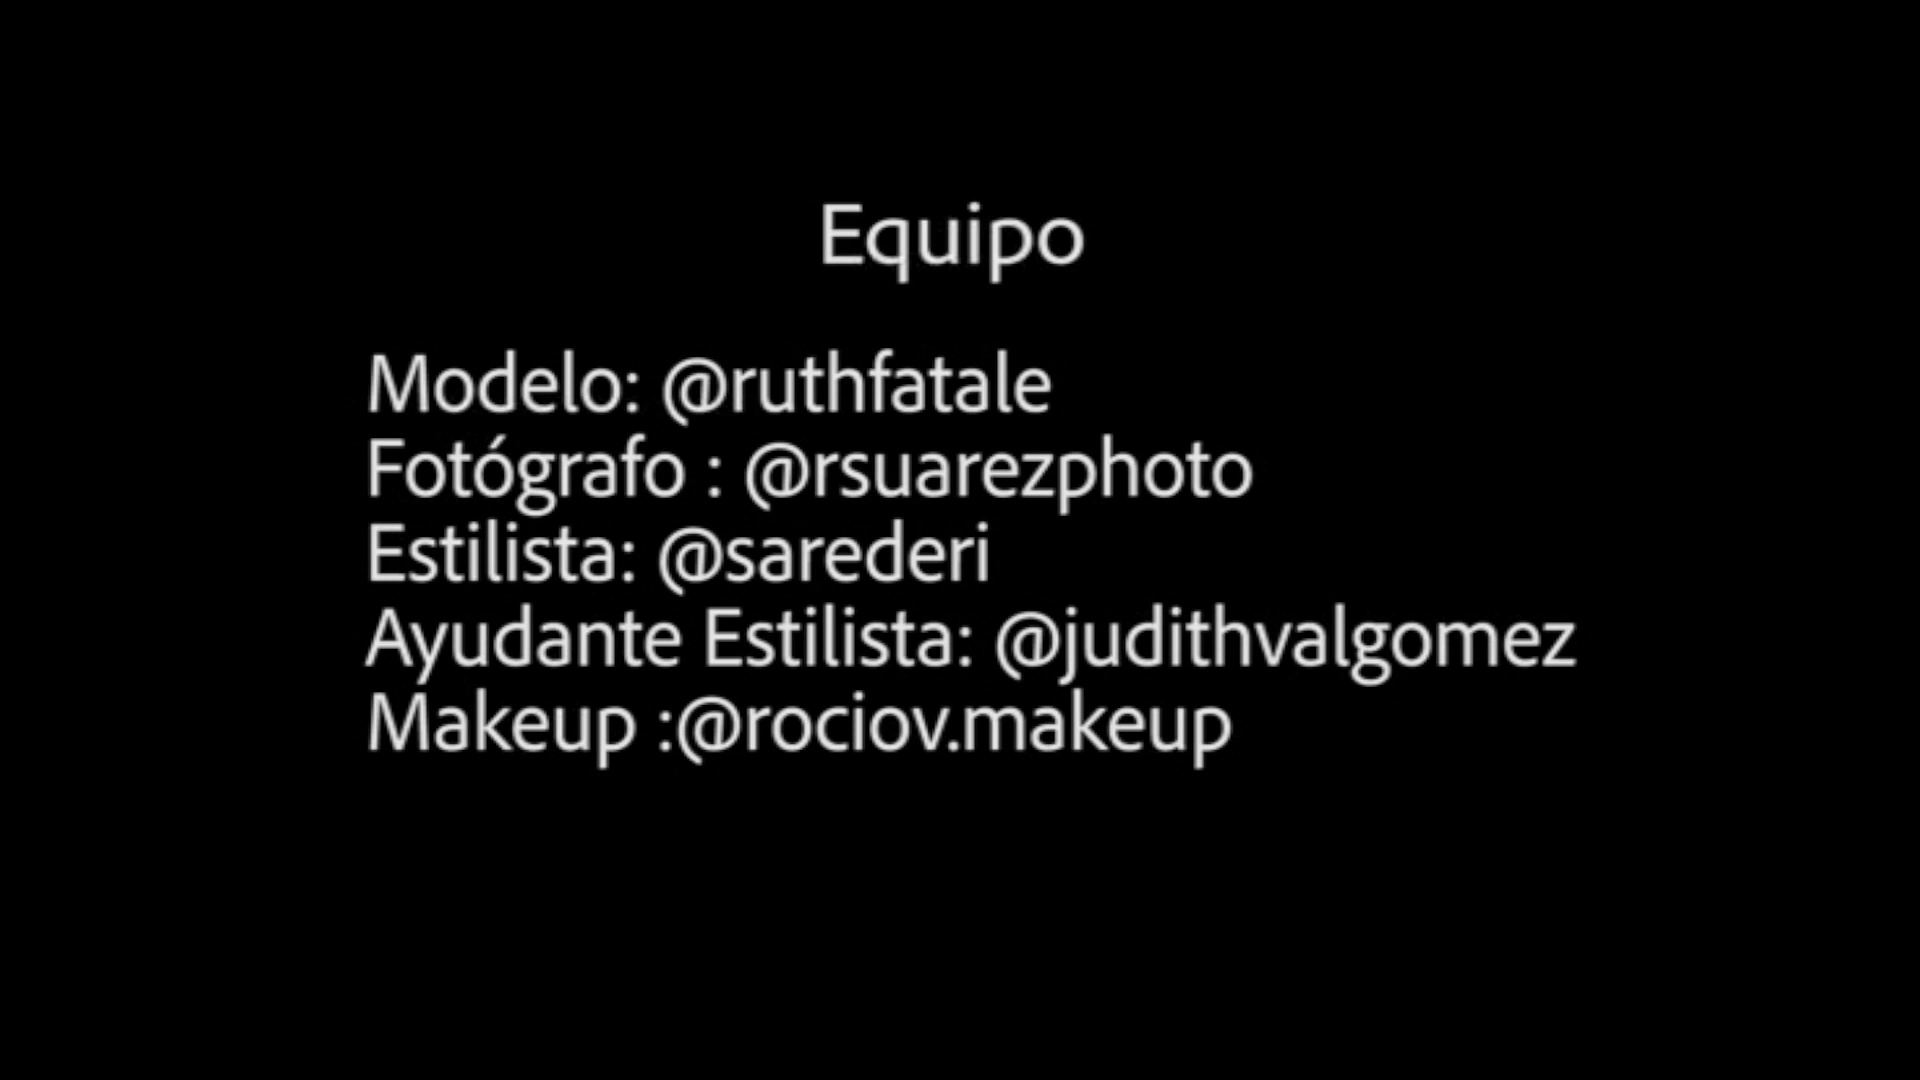 Equipo
Modelo: @ruthfatale
Fotógrafo : @rsuarezphoto
Estilista: @sarederi
Ayudante Estilista: @judithvalgomez
Makeup :@rociov.makeup